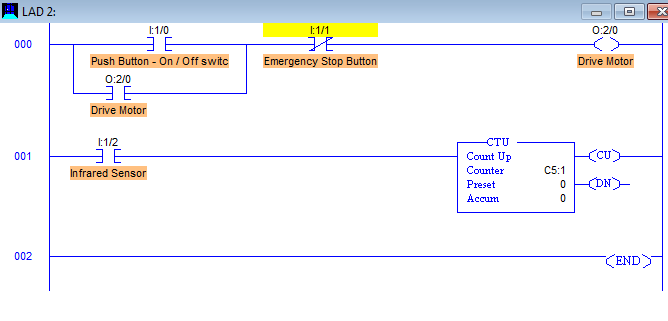 LAD 2:
I:1/0 I:1/1 O:2/0
000
Push Button - On / Off switc Emergency Stop Button Drive Motor
O:2/0
Drive Motor
I:1/2
CTU
001 Count Up CU
Infrared Sensor
Counter C5:1
Preset 0 DN
Accum 0
002 END